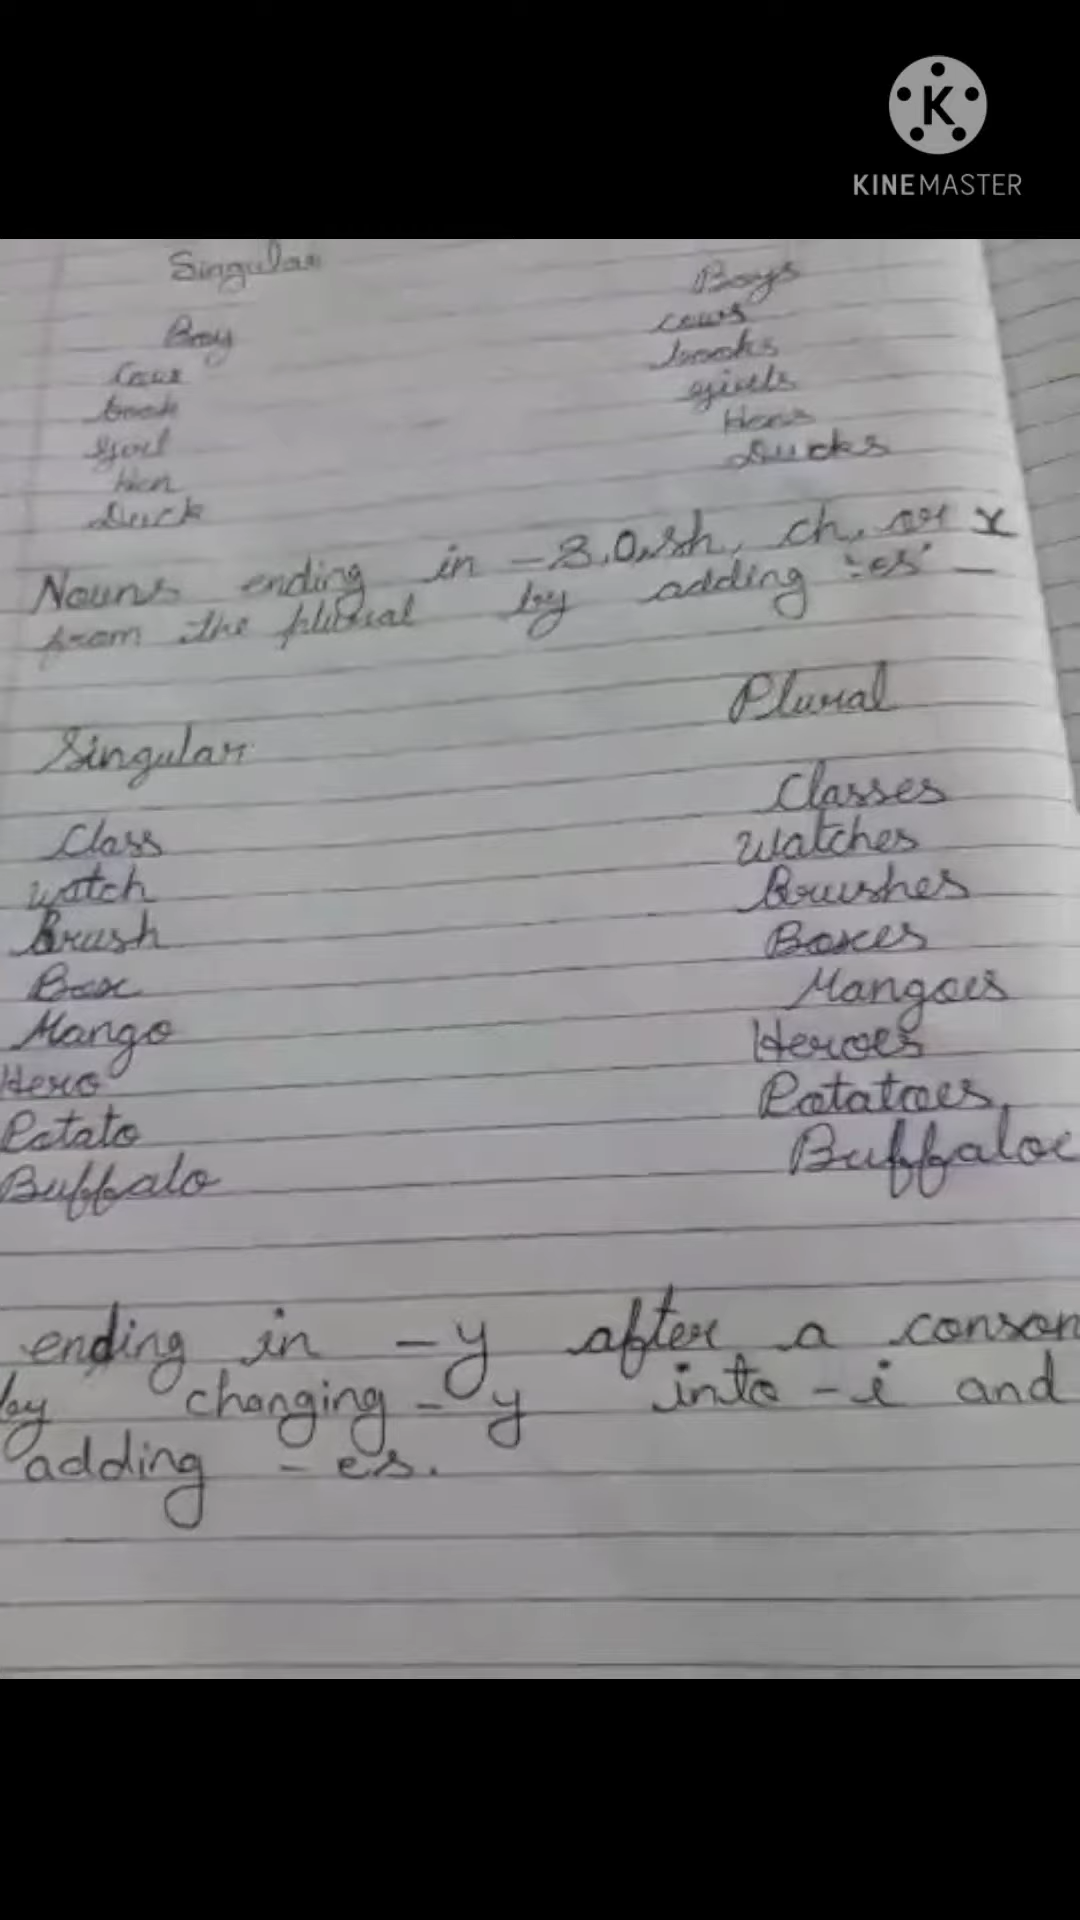 KINEMASTER
Singular
Boys
Boy cows
Cow books
book girls
girl Hens
hen Ducks
Duck
Nouns ending in -s, o, sh, ch, or x
from the plural by adding -es -
Singular Plural
Class Classes
watch Watches
Brush Brushes
Box Boxes
Mango Mangoes
Hero Heroes
Potato Potatoes
Buffalo Buffaloe
ending in -y after a conson
by changing -y into -i and
adding - es.